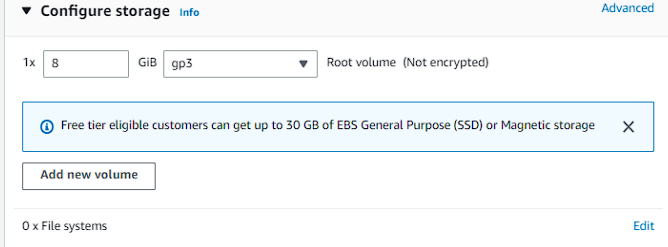 Configure storage Info Advanced
1x 8 GiB gp3 Root volume (Not encrypted)
Free tier eligible customers can get up to 30 GB of EBS General Purpose (SSD) or Magnetic storage
Add new volume
0 x File systems Edit